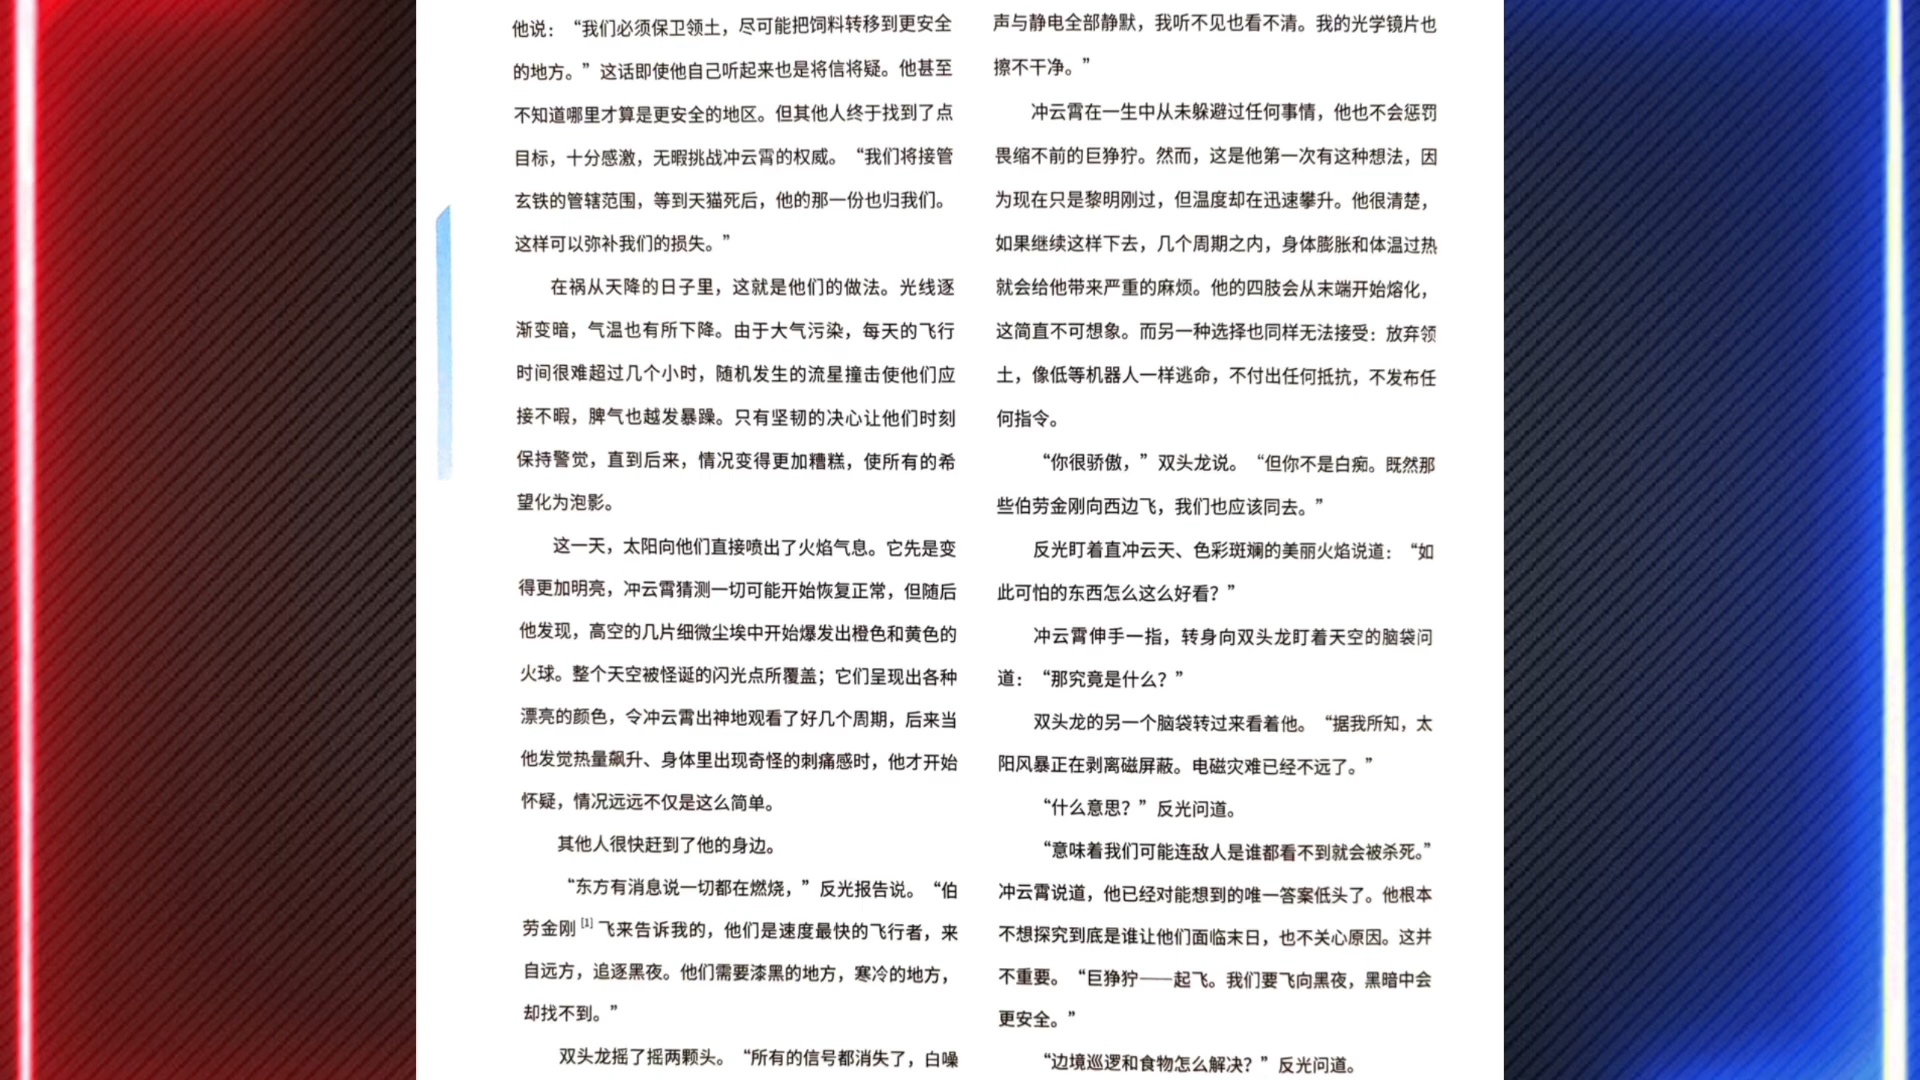 他说：“我们必须保卫领土，尽可能把饲料转移到更安全
的地方。”这话即使他自己听起来也是将信将疑。他甚至
不知道哪里才算是更安全的地区。但其他人终于找到了点
目标，十分感激，无暇挑战冲云霄的权威。“我们将接管
玄铁的管辖范围，等到天猫死后，他的那一份也归我们。
这样可以弥补我们的损失。”
在祸从天降的日子里，这就是他们的做法。光线逐
渐变暗，气温也有所下降。由于大气污染，每天的飞行
时间很难超过几个小时，随机发生的流星撞击使他们应
接不暇，脾气也越发暴躁。只有坚韧的决心让他们时刻
保持警觉，直到后来，情况变得更加糟糕，使所有的希
望化为泡影。
这一天，太阳向他们直接喷出了火焰气息。它先是变
得更加明亮，冲云霄猜测一切可能开始恢复正常，但随后
他发现，高空的几片细微尘埃中开始爆发出橙色和黄色的
火球。整个天空被怪诞的闪光点所覆盖；它们呈现出各种
漂亮的颜色，令冲云霄出神地观看了好几个周期，后来当
他发觉热量飙升、身体里出现奇怪的刺痛感时，他才开始
怀疑，情况远远不仅是这么简单。
其他人很快赶到了他的身边。
“东方有消息说一切都在燃烧，”反光报告说。“伯
劳金刚[1]飞来告诉我的，他们是速度最快的飞行者，来
自远方，追逐黑夜。他们需要漆黑的地方，寒冷的地方，
却找不到。”
双头龙摇了摇两颗头。“所有的信号都消失了，白噪
声与静电全部静默，我听不见也看不清。我的光学镜片也
擦不干净。”
冲云霄在一生中从未躲避过任何事情，他也不会惩罚
畏缩不前的巨狰狞。然而，这是他第一次有这种想法，因
为现在只是黎明刚过，但温度却在迅速攀升。他很清楚，
如果继续这样下去，几个周期之内，身体膨胀和体温过热
就会给他带来严重的麻烦。他的四肢会从末端开始熔化，
这简直不可想象。而另一种选择也同样无法接受：放弃领
土，像低等机器人一样逃命，不付出任何抵抗，不发布任
何指令。
“你很骄傲，”双头龙说。“但你不是白痴。既然那
些伯劳金刚向西边飞，我们也应该同去。”
反光盯着直冲云天、色彩斑斓的美丽火焰说道：“如
此可怕的东西怎么这么好看？”
冲云霄伸手一指，转身向双头龙盯着天空的脑袋问
道：“那究竟是什么？”
双头龙的另一个脑袋转过来看着他。“据我所知，太
阳风暴正在剥离磁屏蔽。电磁灾难已经不远了。”
“什么意思？”反光问道。
“意味着我们可能连敌人是谁都看不到就会被杀死。”
冲云霄说道，他已经对能想到的唯一答案低头了。他根本
不想探究到底是谁让他们面临末日，也不关心原因。这并
不重要。“巨狰狞——起飞。我们要飞向黑夜，黑暗中会
更安全。”
“边境巡逻和食物怎么解决？”反光问道。